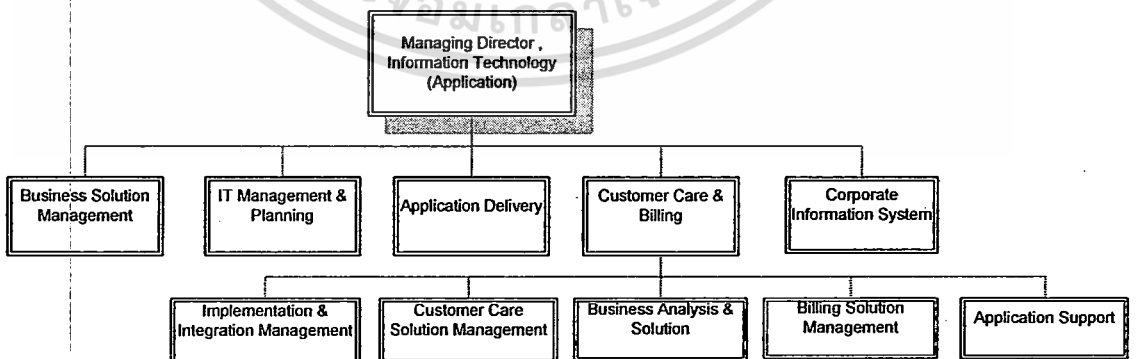 Managing Director ,
Information Technology
(Application)
Business Solution
Management
IT Management &
Planning
Application Delivery
Customer Care &
Billing
Corporate
Information System
Implementation &
Integration Management
Customer Care
Solution Management
Business Analysis &
Solution
Billing Solution
Management
Application Support